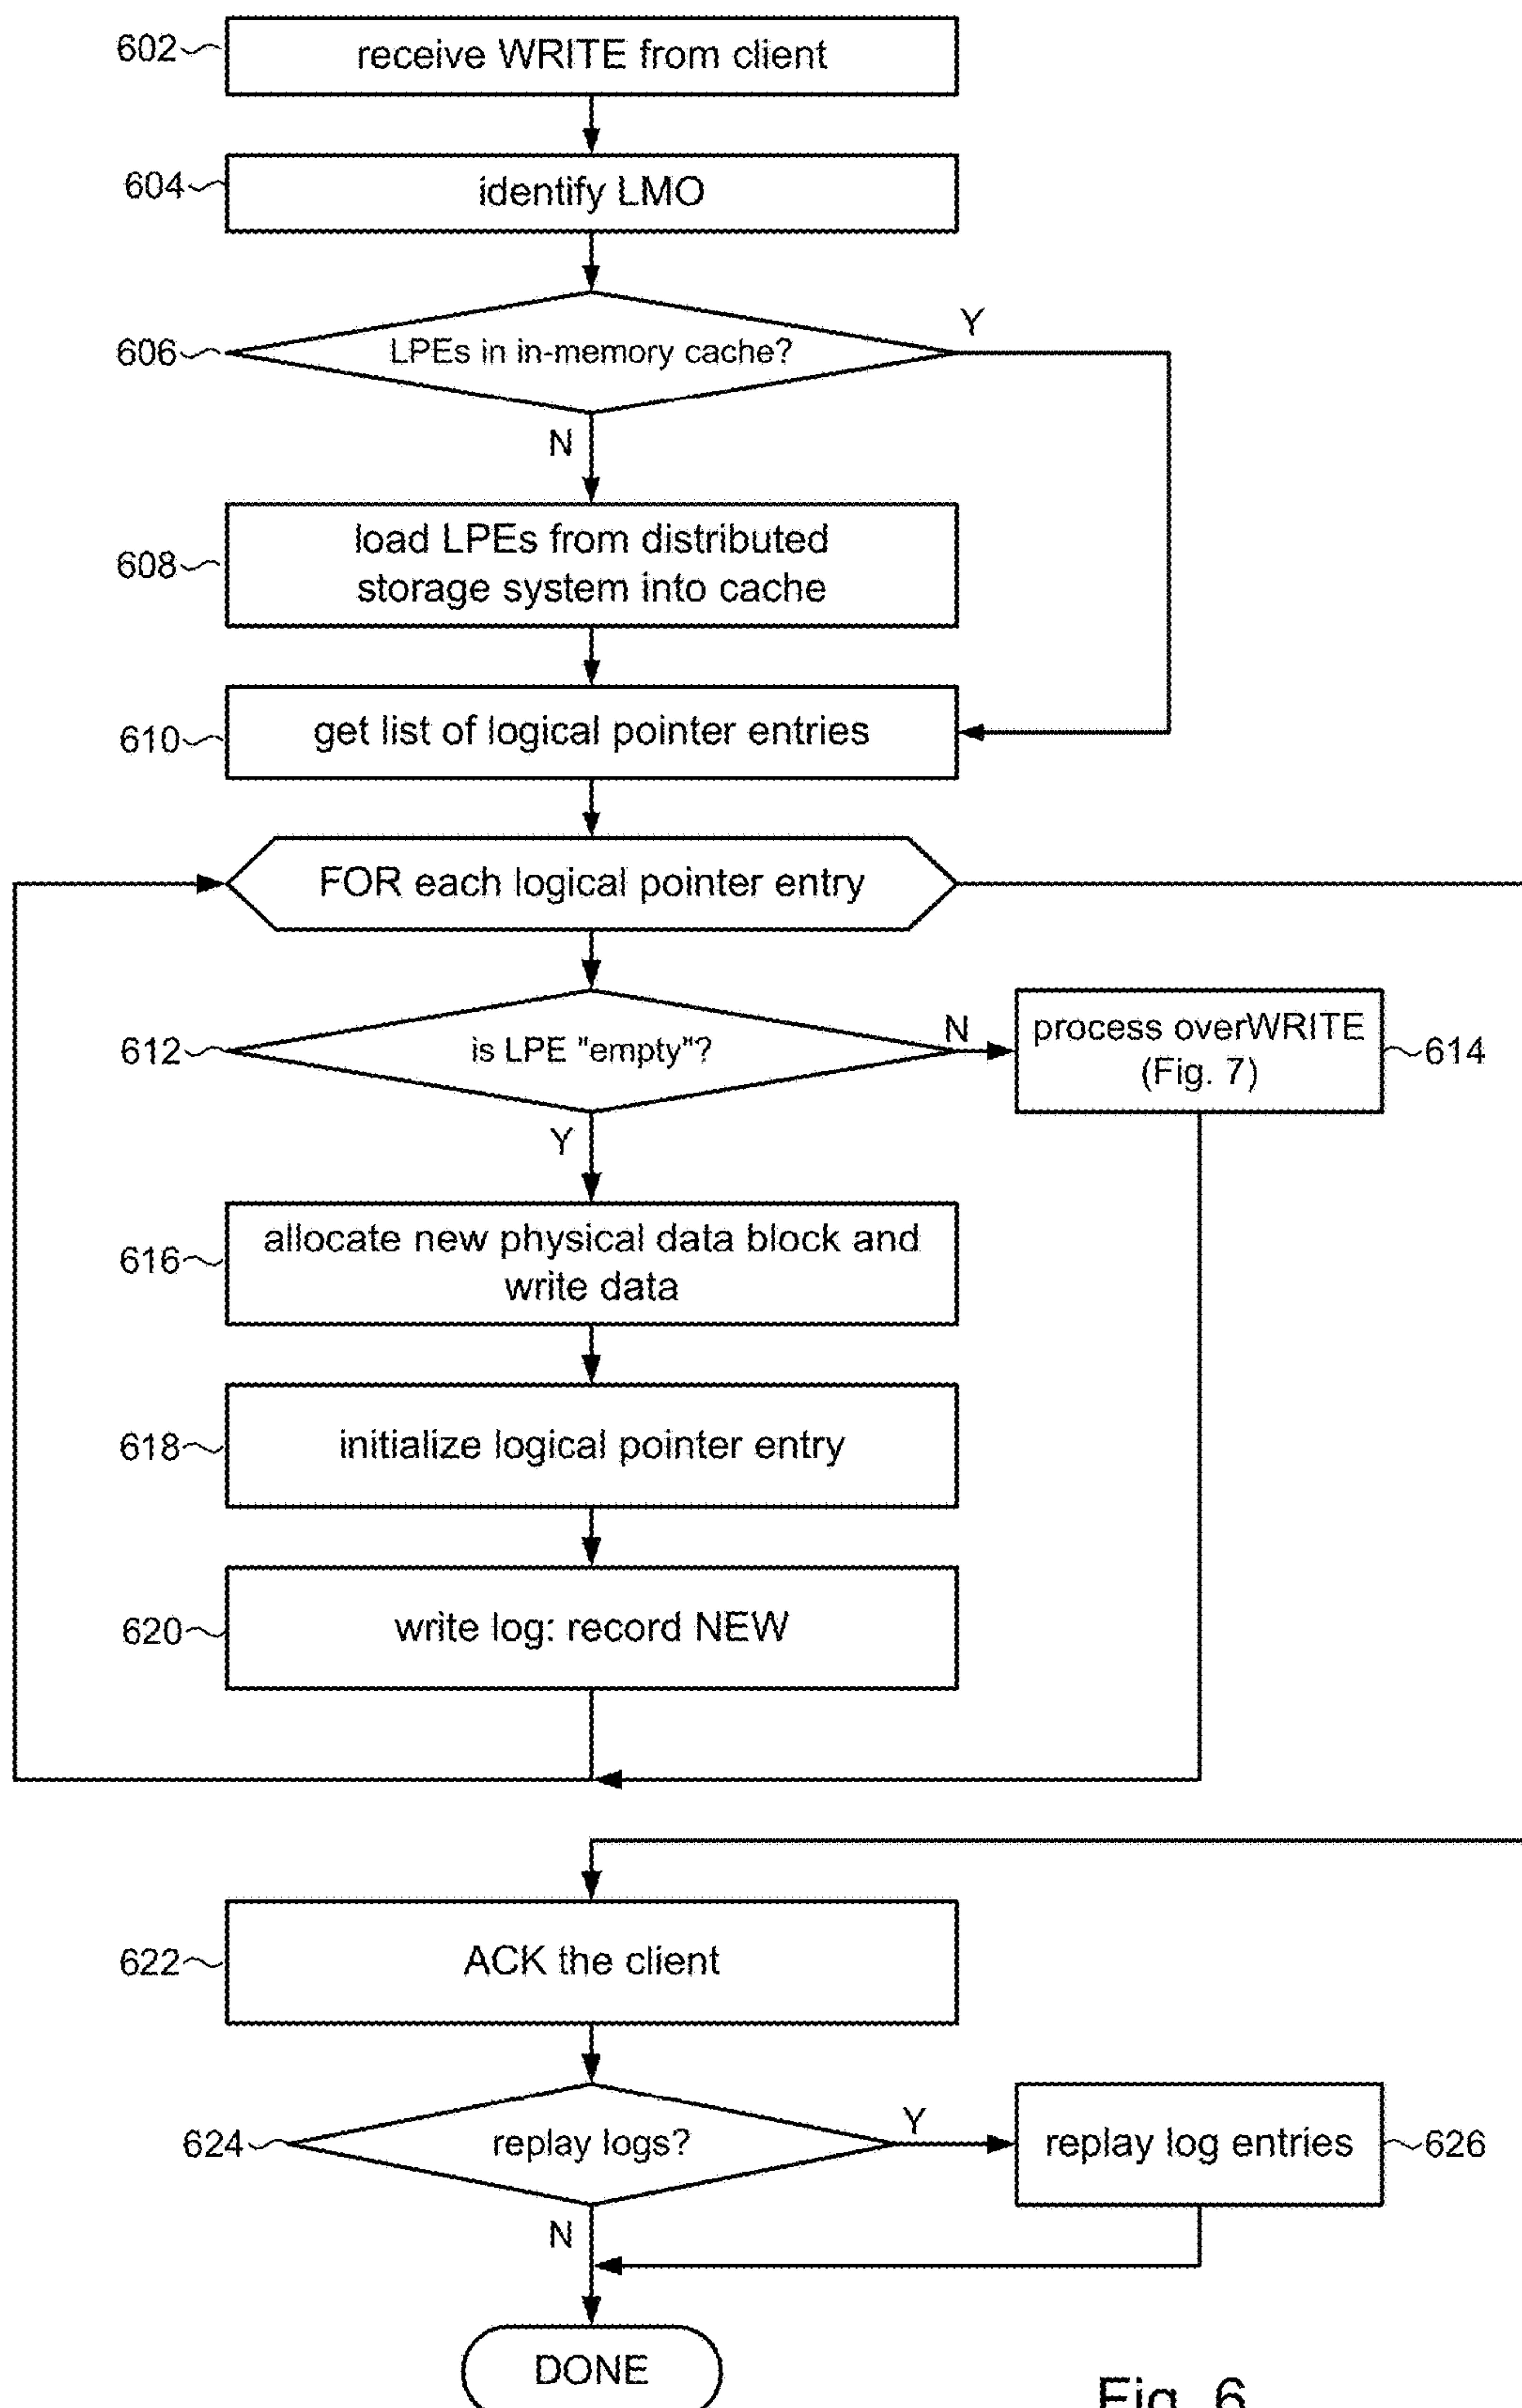 602
receive WRITE from client
604
identify LMO
606
LPEs in in-memory cache?
Y
N
608
load LPEs from distributed
storage system into cache
610
get list of logical pointer entries
FOR each logical pointer entry
612
is LPE "empty"?
N
process overWRITE
(Fig. 7)
614
Y
616
allocate new physical data block and
write data
618
initialize logical pointer entry
620
write log: record NEW
622
ACK the client
624
replay logs?
Y
replay log entries
626
N
DONE
Fig. 6